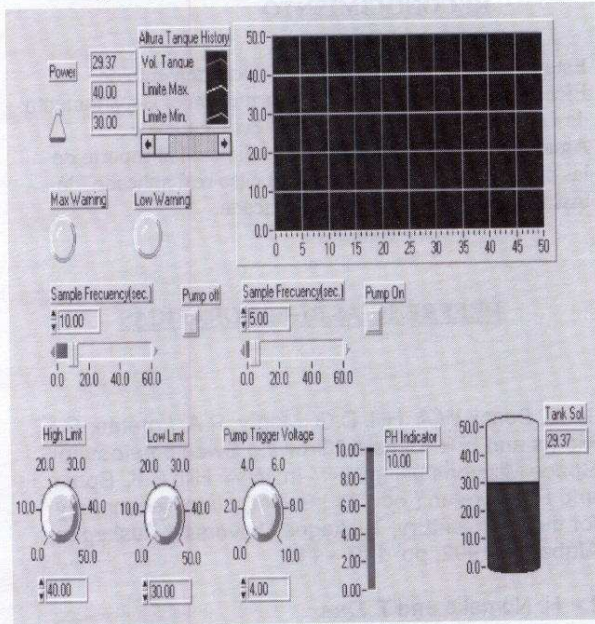 Altura Tanque History
Power
29.37 Vol. Tanque
40.00 Limite Max.
30.00 Limite Min.
50.0
40.0
30.0
20.0
10.0
0.0
0 5 10 15 20 25 30 35 40 45 50
Max Warning Low Warning
Sample Frecuency(sec.) Pump off Sample Frecuency(sec.) Pump On
10.00 5.00
0.0 20.0 40.0 60.0 0.0 20.0 40.0 60.0
High Limt Low Limt Pump Trigger Voltage PH Indicator Tank Sol.
10.00 29.37
20.0 30.0 20.0 30.0 4.0 6.0
10.0 40.0 10.0 40.0 2.0 8.0
0.0 50.0 0.0 50.0 0.0 10.0
40.00 30.00 4.00
10.00
8.00
6.00
4.00
2.00
0.00
50.0
40.0
30.0
20.0
10.0
0.0